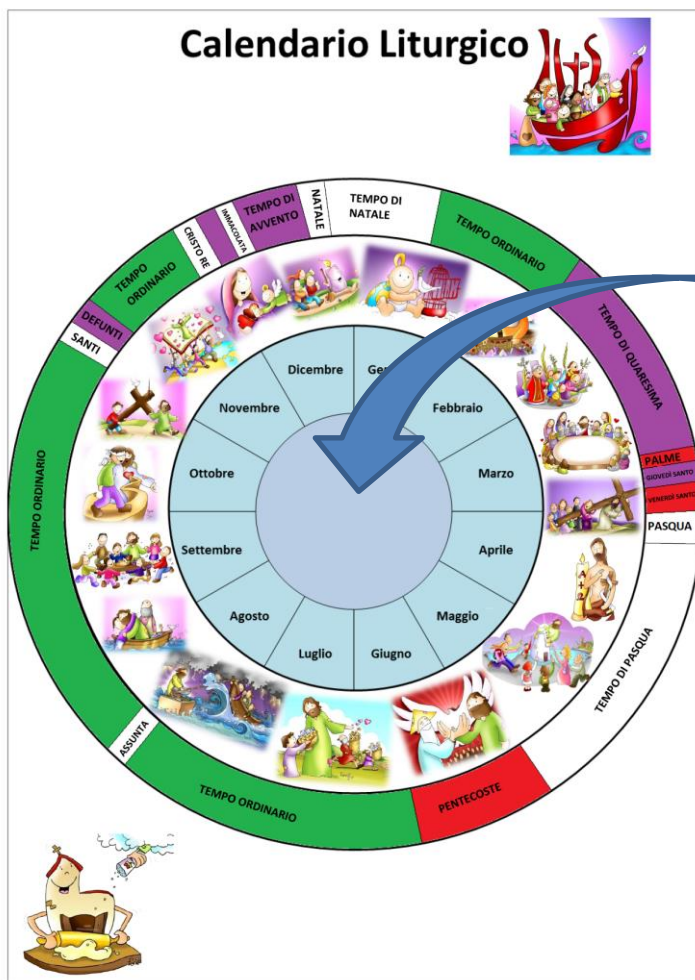 Calendario Liturgico
NATALE
TEMPO DI
NATALE
TEMPO ORDINARIO
TEMPO DI QUARESIMA
PALME
GIOVEDÌ SANTO
VENERDÌ SANTO
PASQUA
TEMPO DI PASQUA
PENTECOSTE
TEMPO ORDINARIO
ASSUNTA
TEMPO ORDINARIO
SANTI
DEFUNTI
TEMPO
ORDINARIO
CRISTO RE
IMMACOLATA
TEMPO DI
AVVENTO
Gen
Febbraio
Marzo
Aprile
Maggio
Giugno
Luglio
Agosto
Settembre
Ottobre
Novembre
Dicembre